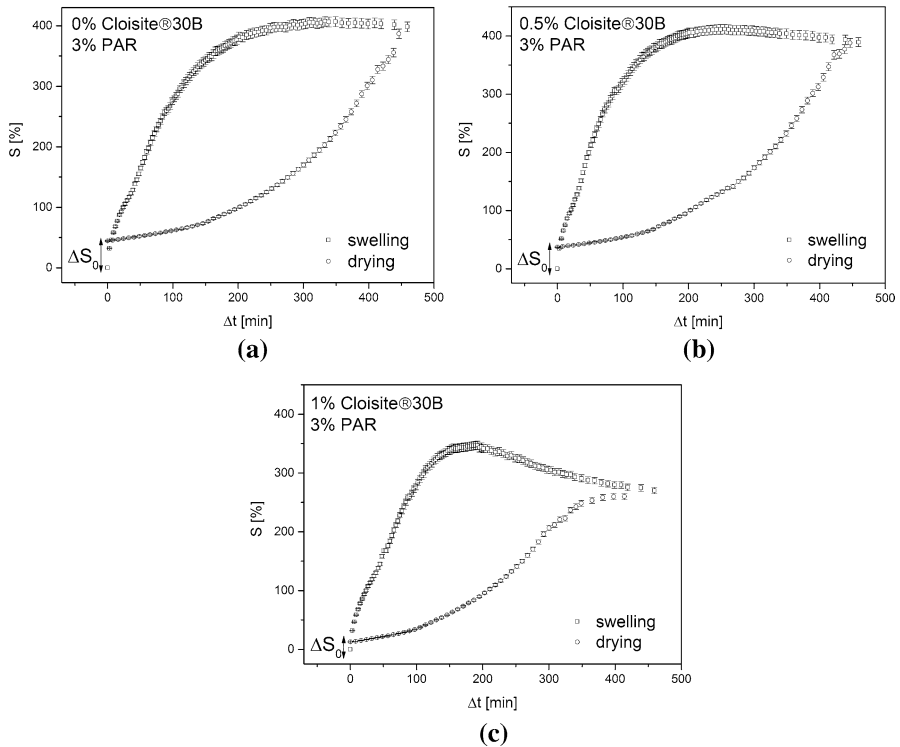 0% Cloisite®30B
3% PAR
400
300
200
100
0
S [%]
ΔS0
swelling
drying
0 100 200 300 400 500
Δt [min]
(a)
0.5% Cloisite®30B
3% PAR
400
300
200
100
0
S [%]
ΔS0
swelling
drying
0 100 200 300 400 500
Δt [min]
(b)
1% Cloisite®30B
3% PAR
400
300
200
100
0
S [%]
ΔS0
swelling
drying
0 100 200 300 400 500
Δt [min]
(c)